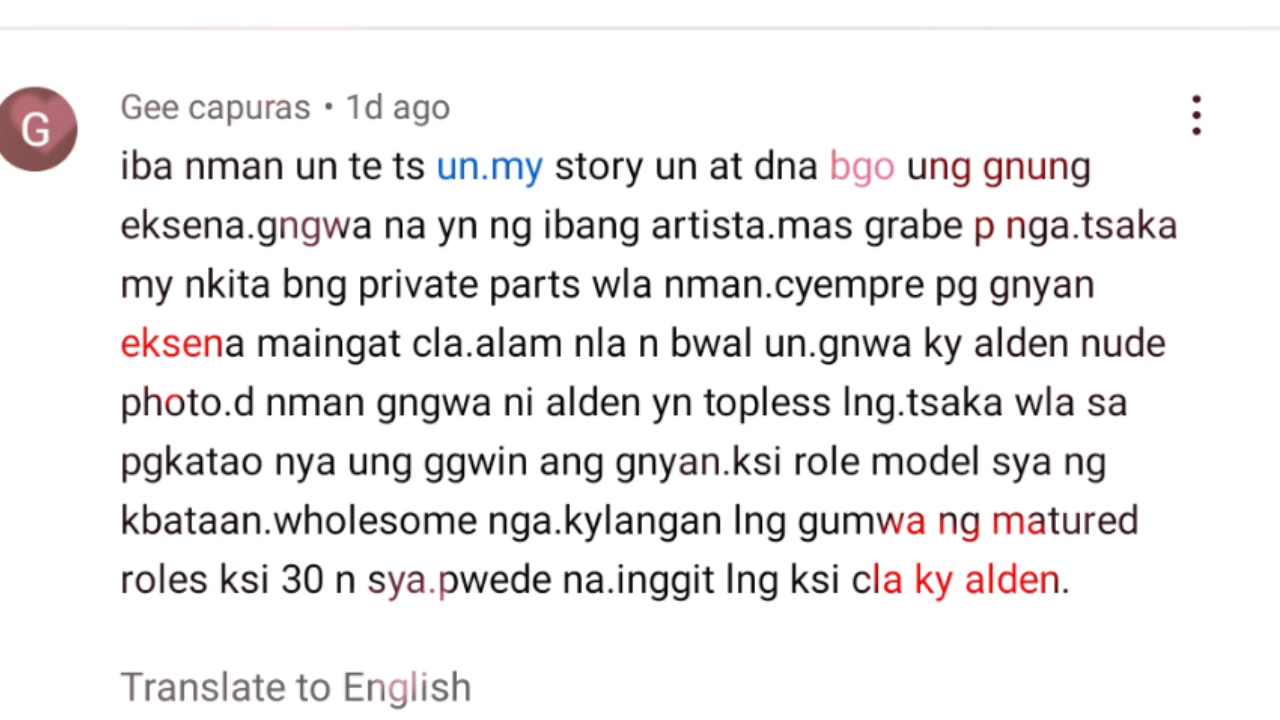 G
Gee capuras • 1d ago
iba nman un te ts un.my story un at dna bgo ung gnung
eksena.gngwa na yn ng ibang artista.mas grabe p nga.tsaka
my nkita bng private parts wla nman.cyempre pg gnyan
eksena maingat cla.alam nla n bwal un.gnwa ky alden nude
photo.d nman gngwa ni alden yn topless lng.tsaka wla sa
pgkatao nya ung ggwin ang gnyan.ksi role model sya ng
kbataan.wholesome nga.kylangan lng gumwa ng matured
roles ksi 30 n sya.pwede na.inggit lng ksi cla ky alden.
Translate to English